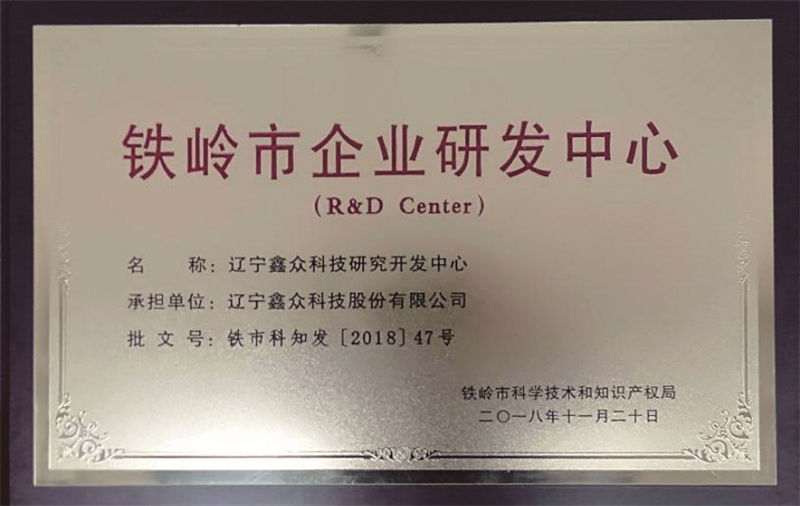 铁岭市企业研发中心
(R&D Center)
名 称：辽宁鑫众科技研究开发中心
承担单位：辽宁鑫众科技股份有限公司
批 文 号：铁市科知发［2018］47号
铁岭市科学技术和知识产权局
二〇一八年十一月二十日